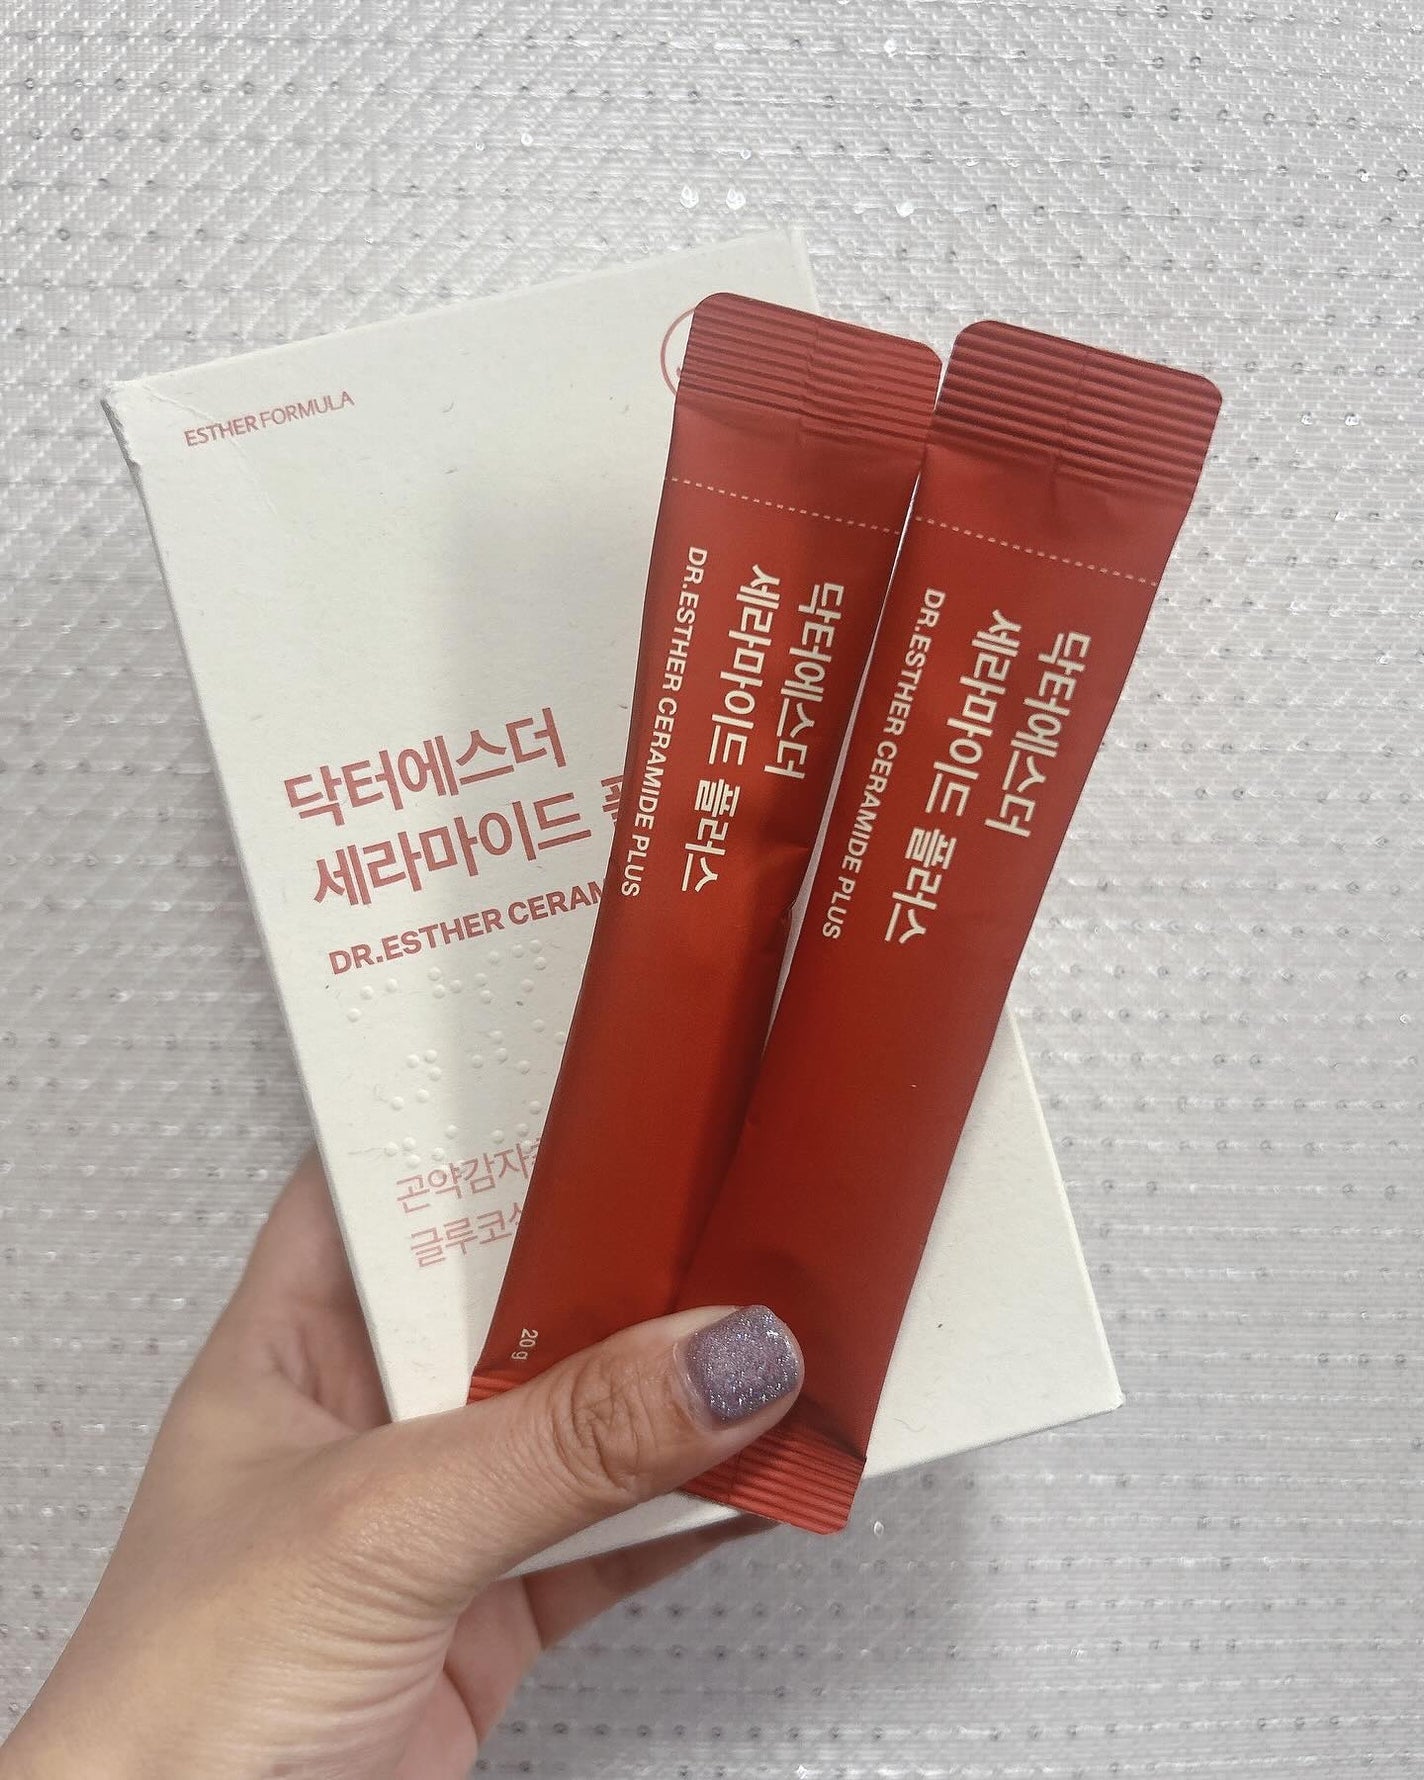 ESTHER FORMULA
닥터에스더
세라마이드
DR.ESTHER CERAM
곤약감자
글루코
닥터에스더
세라마이드 플러스
DR.ESTHER CERAMIDE PLUS
20 g
닥터에스더
세라마이드 플러스
DR.ESTHER CERAMIDE PLUS